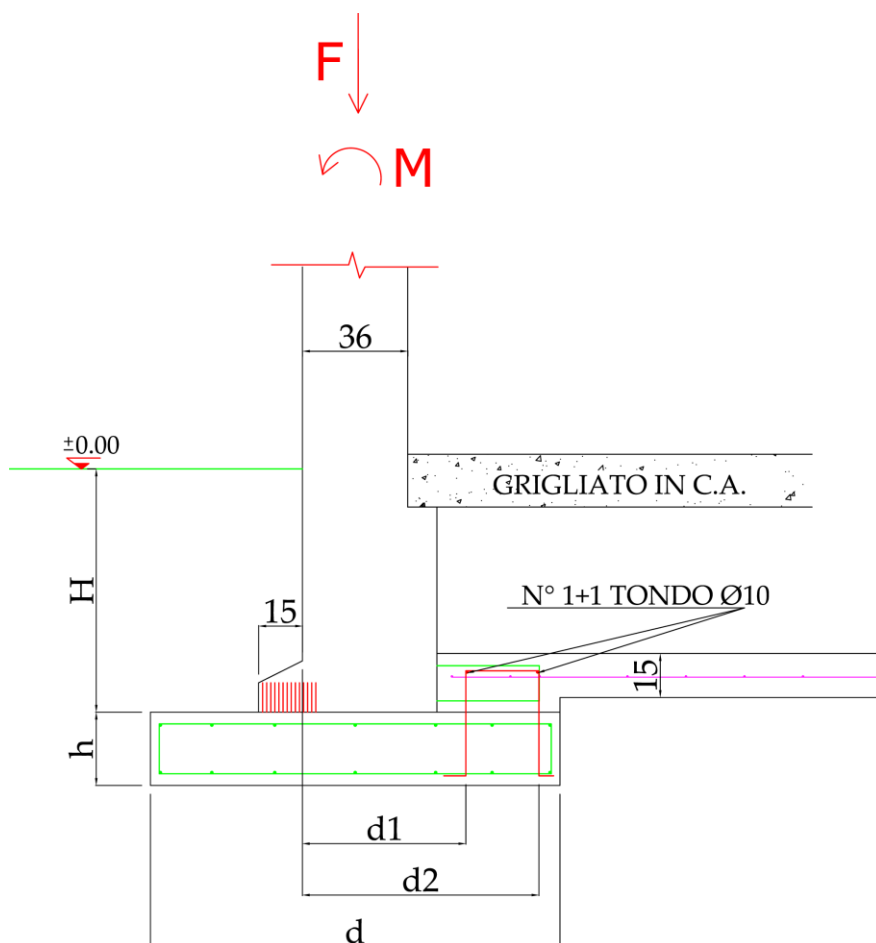 F
M
36
±0.00
GRIGLIATO IN C.A.
H
15
N° 1+1 TONDO Ø10
15
h
d1
d2
d